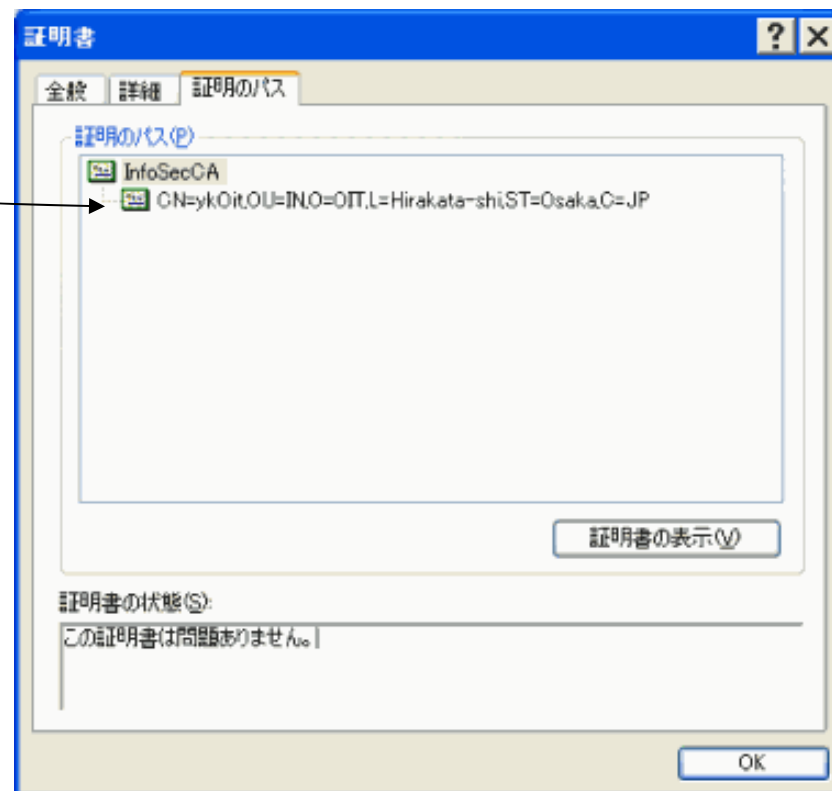 証明書
全般 詳細 証明のパス
証明のパス(P)
InfoSecCA
CN=ykOit,OU=IN,O=OIT,L=Hirakata-shi,ST=Osaka,C=JP
証明書の表示(V)
証明書の状態(S):
この証明書は問題ありません。
OK